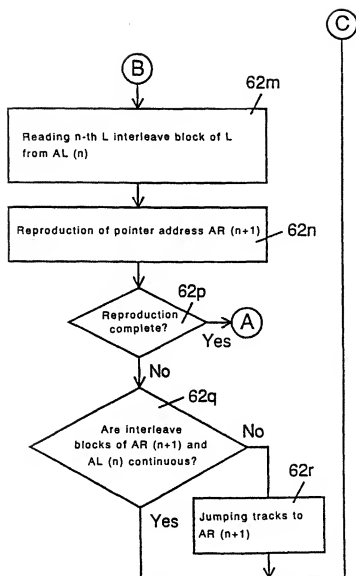 C
B
62m
Reading n-th L interleave block of L
from AL (n)
Reproduction of pointer address AR (n+1)
62n
62p
Reproduction
complete?
Yes
A
No
62q
Are interleave
blocks of AR (n+1) and
AL (n) continuous?
No
62r
Yes
Jumping tracks to
AR (n+1)